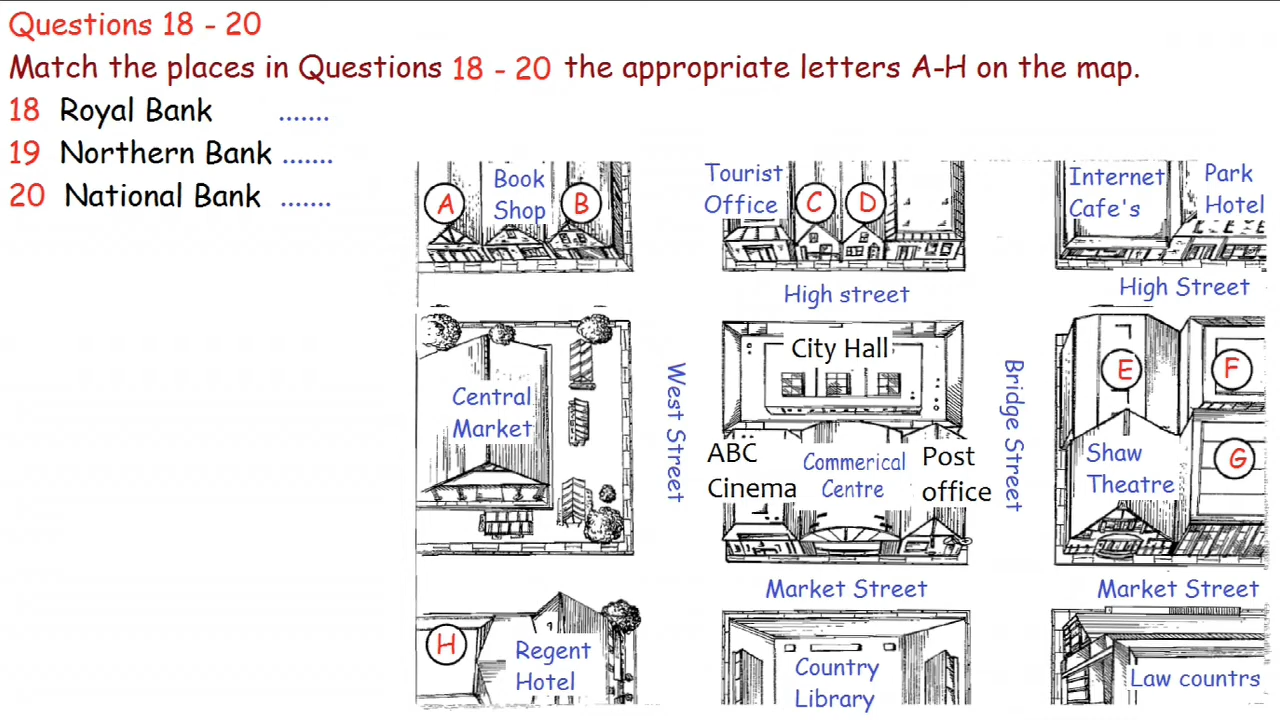 Questions 18 - 20
Match the places in Questions 18 - 20 the appropriate letters A-H on the map.
18 Royal Bank .......
19 Northern Bank .......
20 National Bank .......
A
Book
Shop
B
Tourist
Office
C
D
Internet
Cafe's
Park
Hotel
High street
High Street
Central
Market
West Street
City Hall
ABC
Cinema
Commerical
Centre
Post
office
Bridge Street
E
F
Shaw
Theatre
G
Market Street
Market Street
H
Regent
Hotel
Country
Library
Law countrs